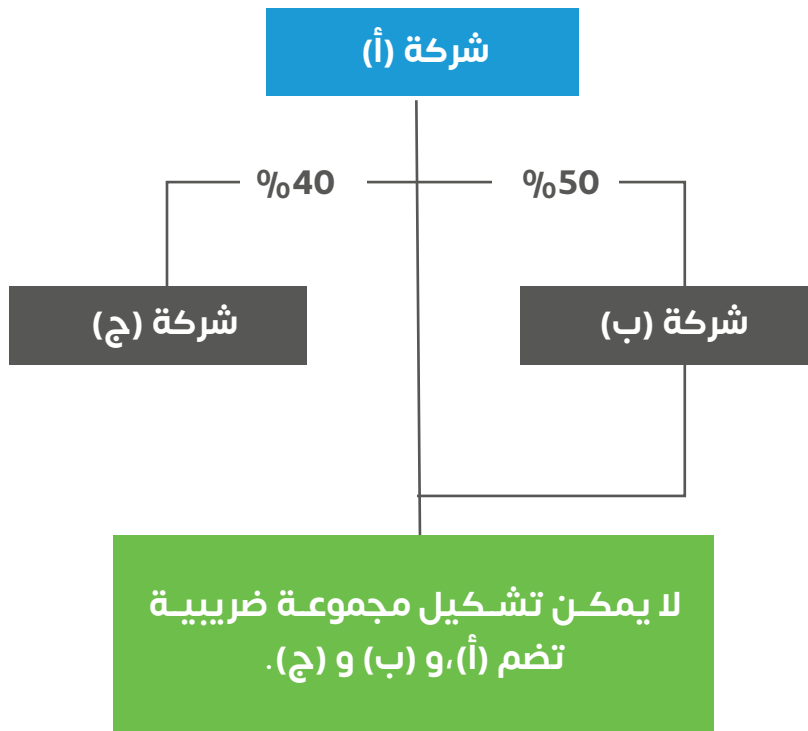 شركة (أ)
%50
%40
شركة (ب)
شركة (ج)
لا يمكـن تشـكيل مجموعـة ضريبيـة
تضم (أ)،و (ب) و (ج).